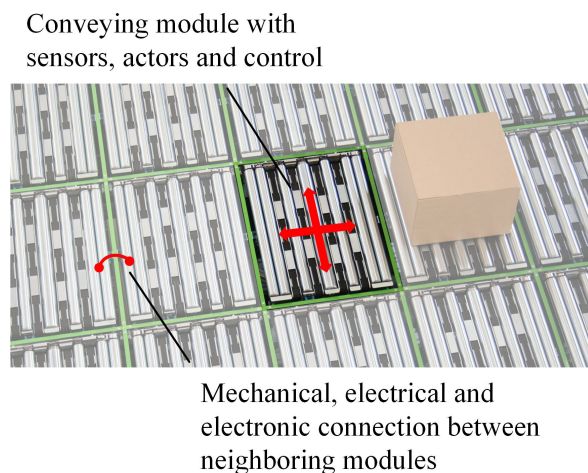 Conveying module with
sensors, actors and control
Mechanical, electrical and
electronic connection between
neighboring modules